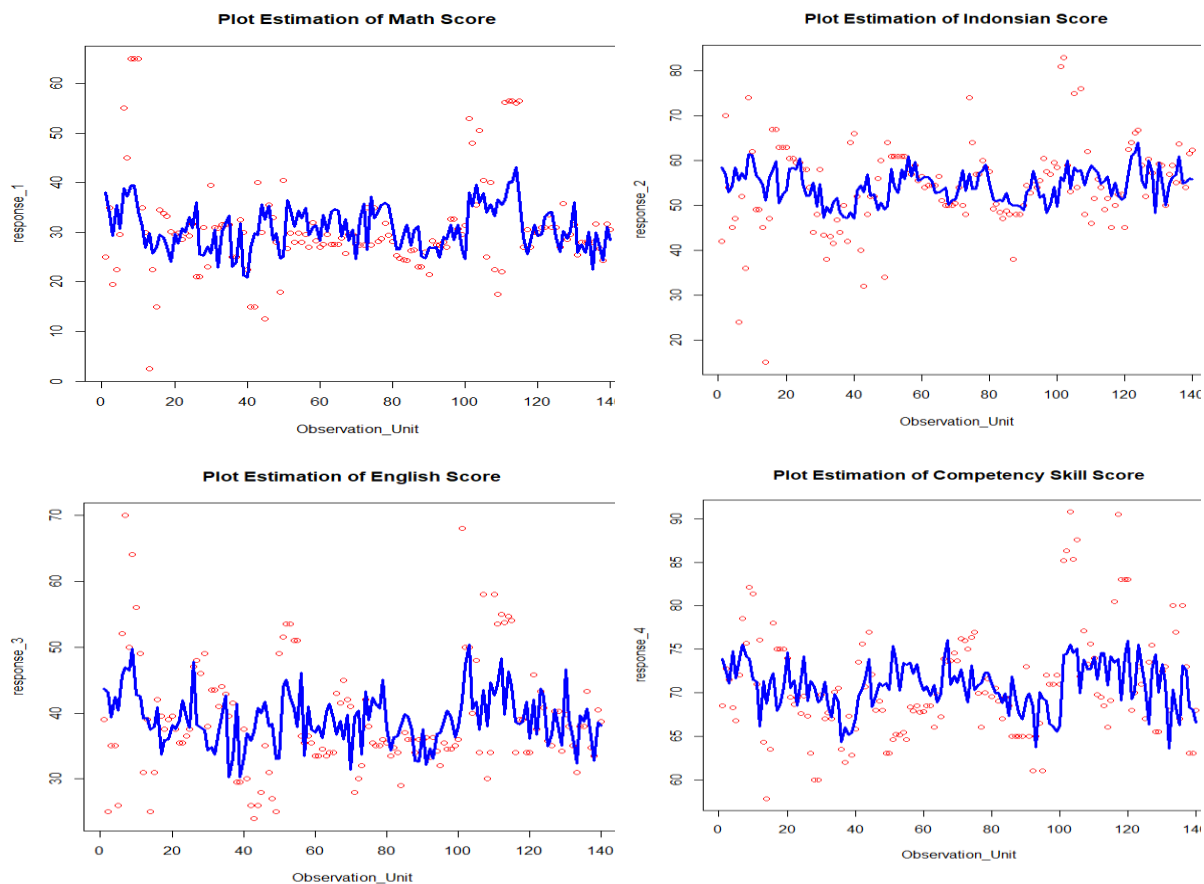 Plot Estimation of Math Score
response_1
0
10
20
30
40
50
60
0 20 40 60 80 100 120 140
Observation_Unit
Plot Estimation of Indonsian Score
response_2
20
30
40
50
60
70
80
0 20 40 60 80 100 120 140
Observation_Unit
Plot Estimation of English Score
response_3
30
40
50
60
70
0 20 40 60 80 100 120 140
Observation_Unit
Plot Estimation of Competency Skill Score
response_4
60
65
70
75
80
85
90
0 20 40 60 80 100 120 140
Observation_Unit